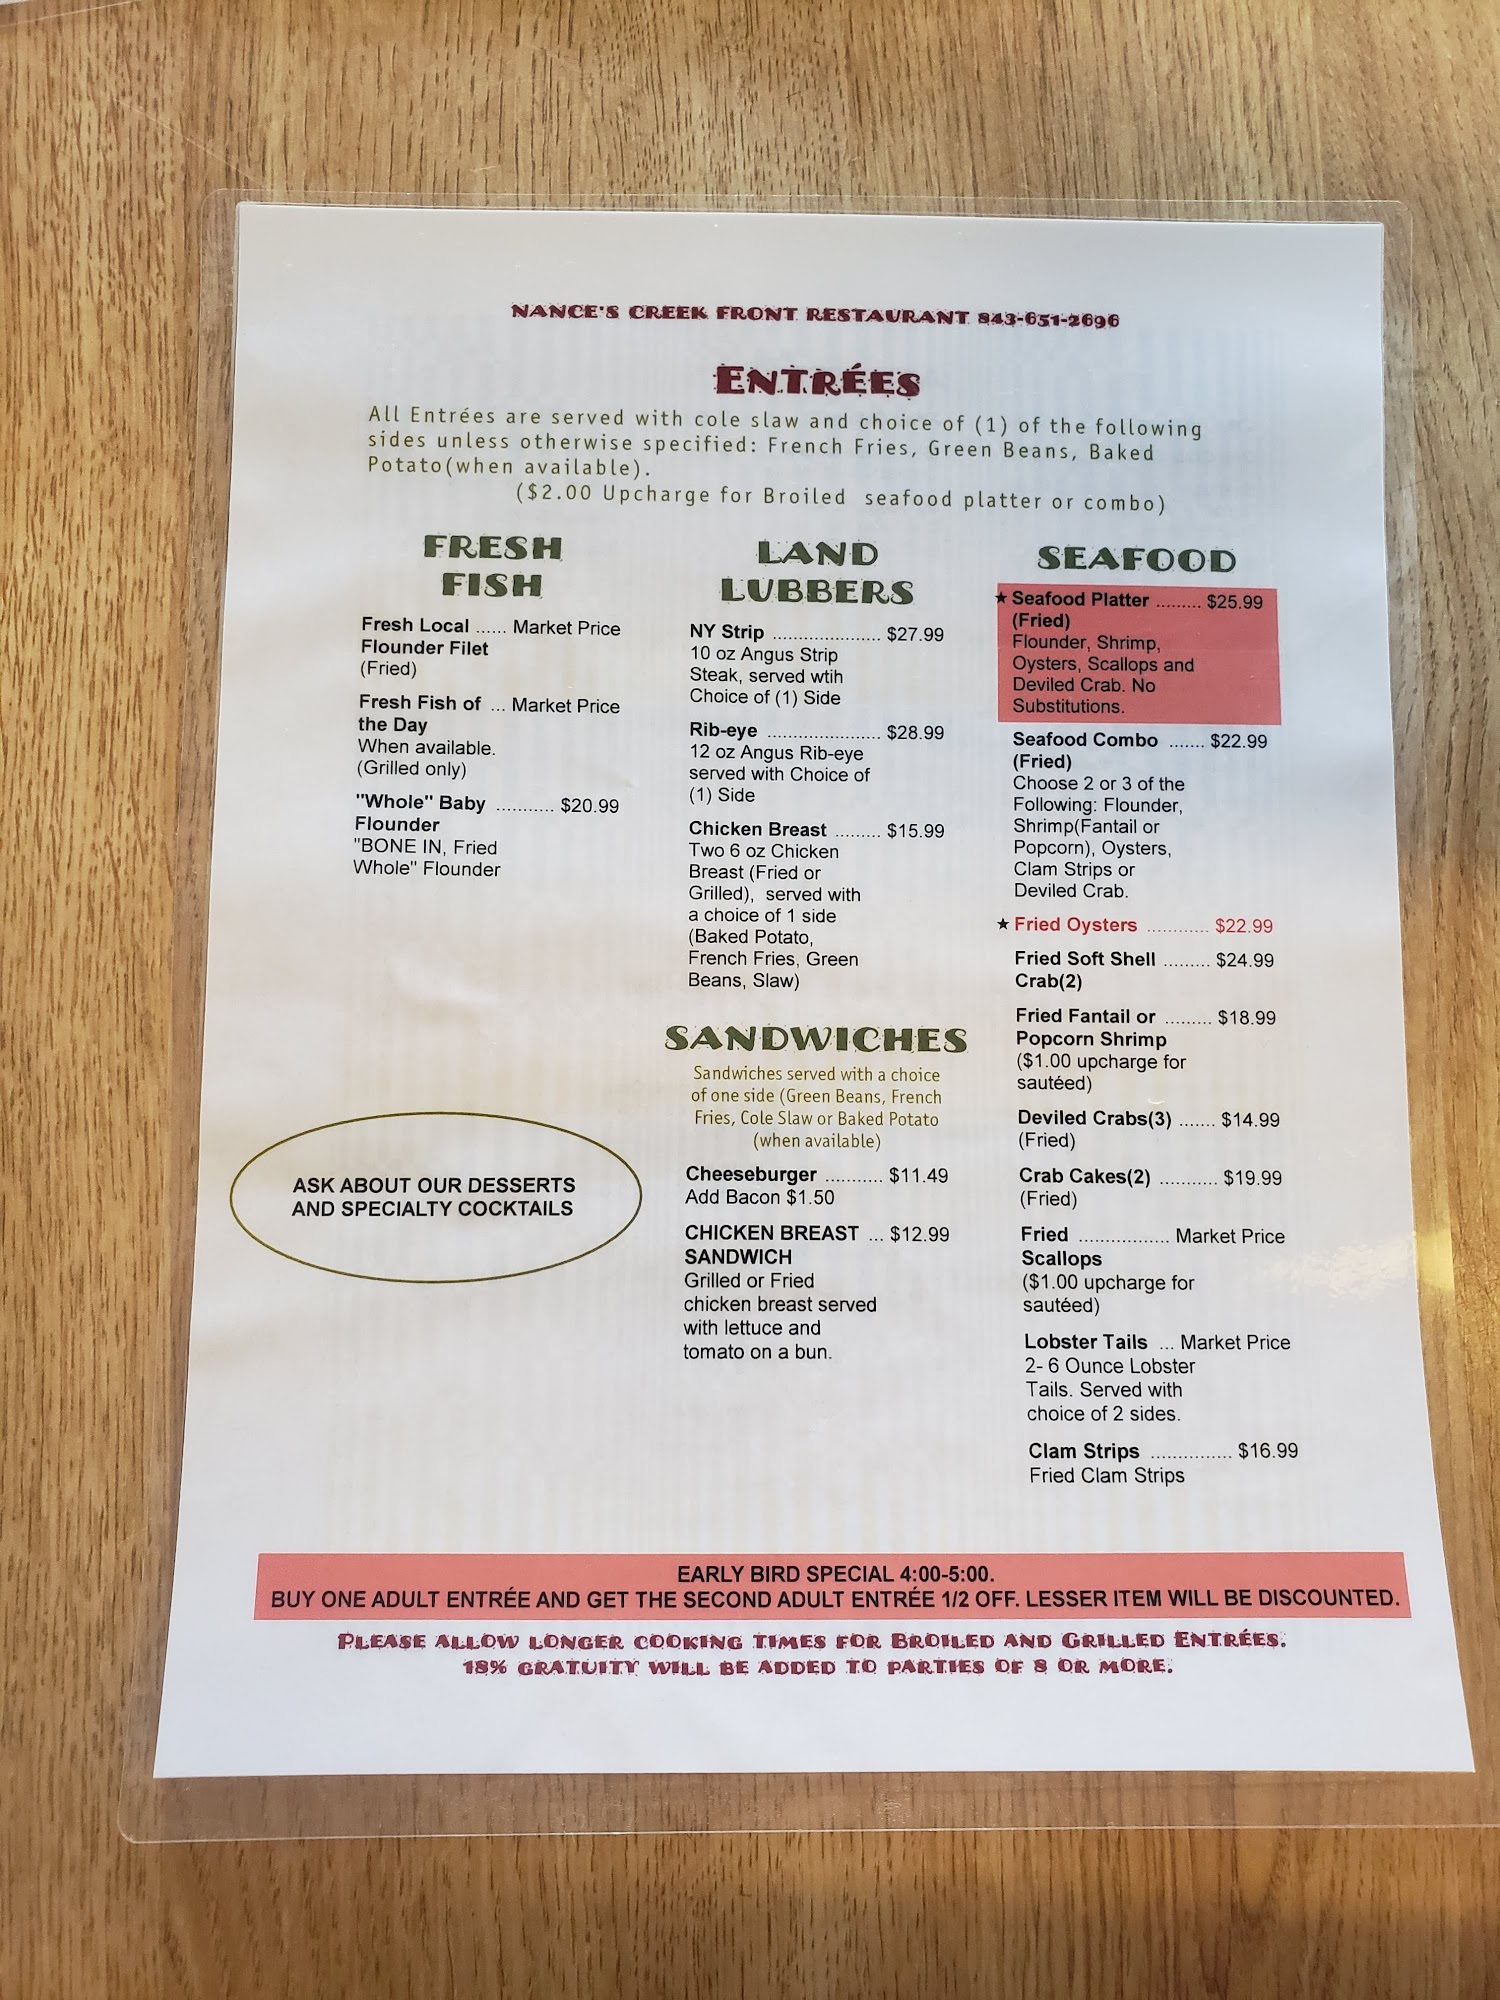 NANCE'S CREEK FRONT RESTAURANT 843-651-2696
ENTRÉES
All Entrées are served with cole slaw and choice of (1) of the following
sides unless otherwise specified: French Fries, Green Beans, Baked
Potato(when available).
($2.00 Upcharge for Broiled seafood platter or combo)
FRESH
FISH
Fresh Local ...... Market Price
Flounder Filet
(Fried)
Fresh Fish of ... Market Price
the Day
When available.
(Grilled only)
"Whole" Baby ........... $20.99
Flounder
"BONE IN, Fried
Whole" Flounder
ASK ABOUT OUR DESSERTS
AND SPECIALTY COCKTAILS
LAND
LUBBERS
NY Strip ..................... $27.99
10 oz Angus Strip
Steak, served wtih
Choice of (1) Side
Rib-eye ...................... $28.99
12 oz Angus Rib-eye
served with Choice of
(1) Side
Chicken Breast ......... $15.99
Two 6 oz Chicken
Breast (Fried or
Grilled), served with
a choice of 1 side
(Baked Potato,
French Fries, Green
Beans, Slaw)
SANDWICHES
Sandwiches served with a choice
of one side (Green Beans, French
Fries, Cole Slaw or Baked Potato
(when available)
Cheeseburger ........... $11.49
Add Bacon $1.50
CHICKEN BREAST ... $12.99
SANDWICH
Grilled or Fried
chicken breast served
with lettuce and
tomato on a bun.
SEAFOOD
★ Seafood Platter ......... $25.99
(Fried)
Flounder, Shrimp,
Oysters, Scallops and
Deviled Crab. No
Substitutions.
Seafood Combo ....... $22.99
(Fried)
Choose 2 or 3 of the
Following: Flounder,
Shrimp(Fantail or
Popcorn), Oysters,
Clam Strips or
Deviled Crab.
★ Fried Oysters ............ $22.99
Fried Soft Shell ......... $24.99
Crab(2)
Fried Fantail or ......... $18.99
Popcorn Shrimp
($1.00 upcharge for
sautéed)
Deviled Crabs(3) ....... $14.99
(Fried)
Crab Cakes(2) ........... $19.99
(Fried)
Fried ................. Market Price
Scallops
($1.00 upcharge for
sautéed)
Lobster Tails ... Market Price
2- 6 Ounce Lobster
Tails. Served with
choice of 2 sides.
Clam Strips ............... $16.99
Fried Clam Strips
EARLY BIRD SPECIAL 4:00-5:00.
BUY ONE ADULT ENTRÉE AND GET THE SECOND ADULT ENTRÉE 1/2 OFF. LESSER ITEM WILL BE DISCOUNTED.
PLEASE ALLOW LONGER COOKING TIMES FOR BROILED AND GRILLED ENTRÉES.
18% GRATUITY WILL BE ADDED TO PARTIES OF 8 OR MORE.